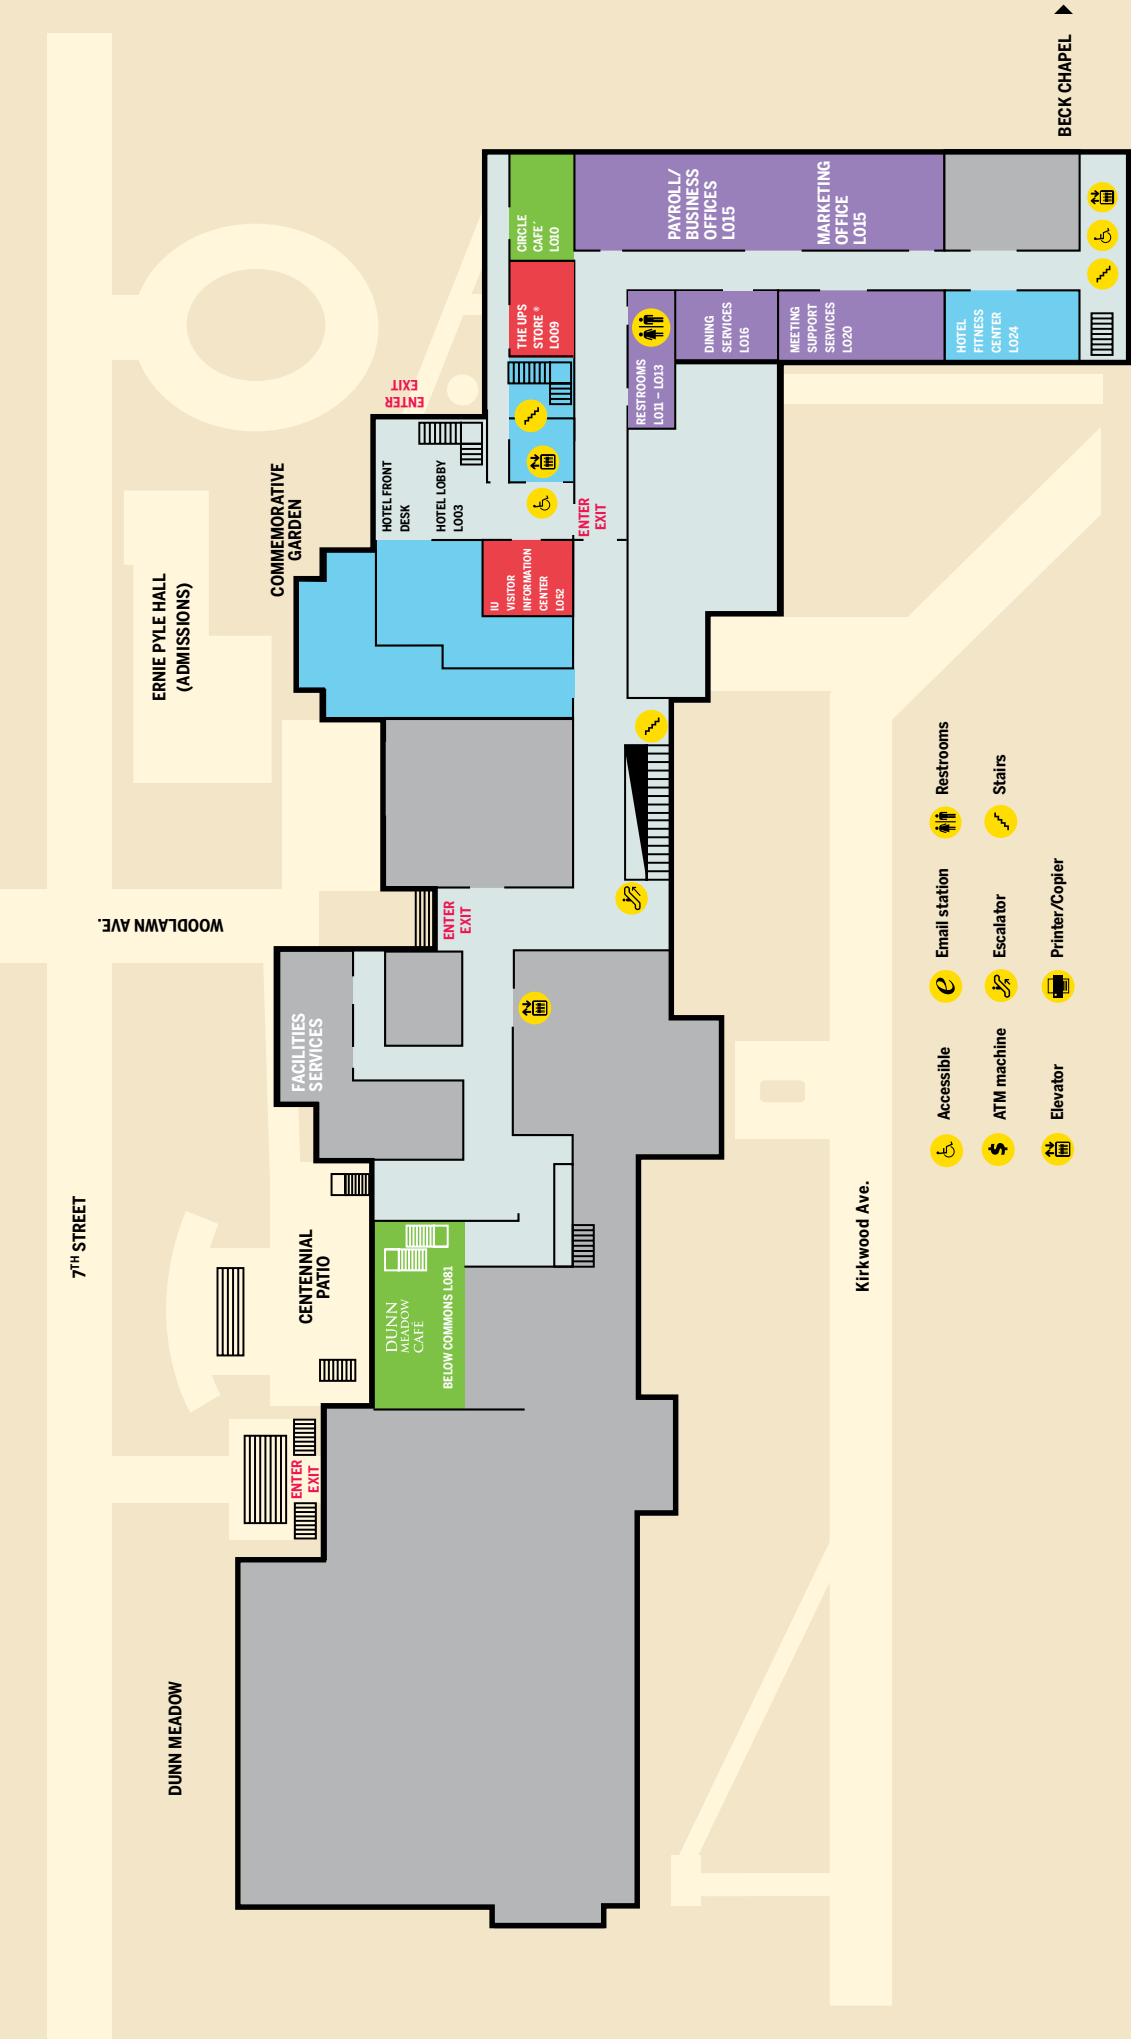 BECK CHAPEL
CIRCLE
CAFE´
L010
PAYROLL/
BUSINESS
OFFICES
L015
MARKETING
OFFICE
L015
THE UPS
STORE ®
L009
RESTROOMS
L011 – L013
DINING
SERVICES
L016
MEETING
SUPPORT
SERVICES
L020
HOTEL
FITNESS
CENTER
L024
ENTER
EXIT
HOTEL FRONT
DESK
HOTEL LOBBY
L003
ENTER
EXIT
IU
VISITOR
INFORMATION
CENTER
L052
COMMEMORATIVE
GARDEN
ERNIE PYLE HALL
(ADMISSIONS)
WOODLAWN AVE.
ENTER
EXIT
FACILITIES
SERVICES
7TH STREET
CENTENNIAL
PATIO
DUNN
MEADOW
CAFÉ
BELOW COMMONS L081
ENTER
EXIT
DUNN MEADOW
Kirkwood Ave.
Accessible
Email station
Restrooms
$
ATM machine
Escalator
Stairs
Elevator
Printer/Copier
e